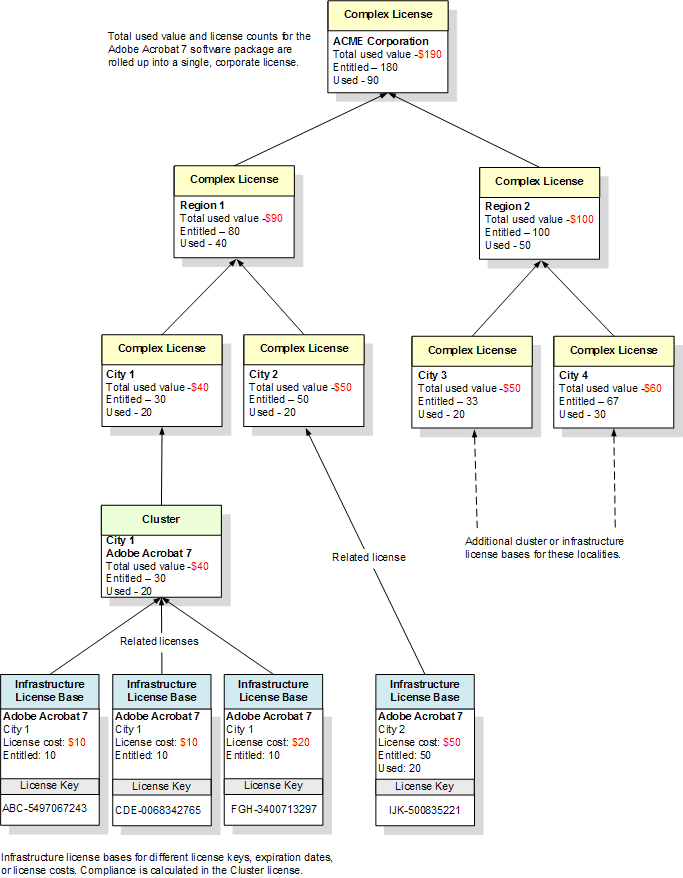 Total used value and license counts for the
Adobe Acrobat 7 software package are
rolled up into a single, corporate license.
Complex License
ACME Corporation
Total used value -$190
Entitled – 180
Used - 90
Complex License
Region 1
Total used value -$90
Entitled – 80
Used - 40
Complex License
Region 2
Total used value -$100
Entitled – 100
Used - 50
Complex License
City 1
Total used value -$40
Entitled – 30
Used - 20
Complex License
City 2
Total used value -$50
Entitled – 50
Used - 20
Complex License
City 3
Total used value -$50
Entitled – 33
Used - 20
Complex License
City 4
Total used value -$60
Entitled – 67
Used - 30
Cluster
City 1
Adobe Acrobat 7
Total used value -$40
Entitled – 30
Used - 20
Additional cluster or infrastructure
license bases for these localities.
Related license
Related licenses
Infrastructure
License Base
Adobe Acrobat 7
City 1
License cost: $10
Entitled: 10
License Key
ABC-5497067243
Infrastructure
License Base
Adobe Acrobat 7
City 1
License cost: $10
Entitled: 10
License Key
CDE-0068342765
Infrastructure
License Base
Adobe Acrobat 7
City 1
License cost: $20
Entitled: 10
License Key
FGH-3400713297
Infrastructure
License Base
Adobe Acrobat 7
City 2
License cost: $50
Entitled: 50
Used: 20
License Key
IJK-500835221
Infrastructure license bases for different license keys, expiration dates,
or license costs. Compliance is calculated in the Cluster license.